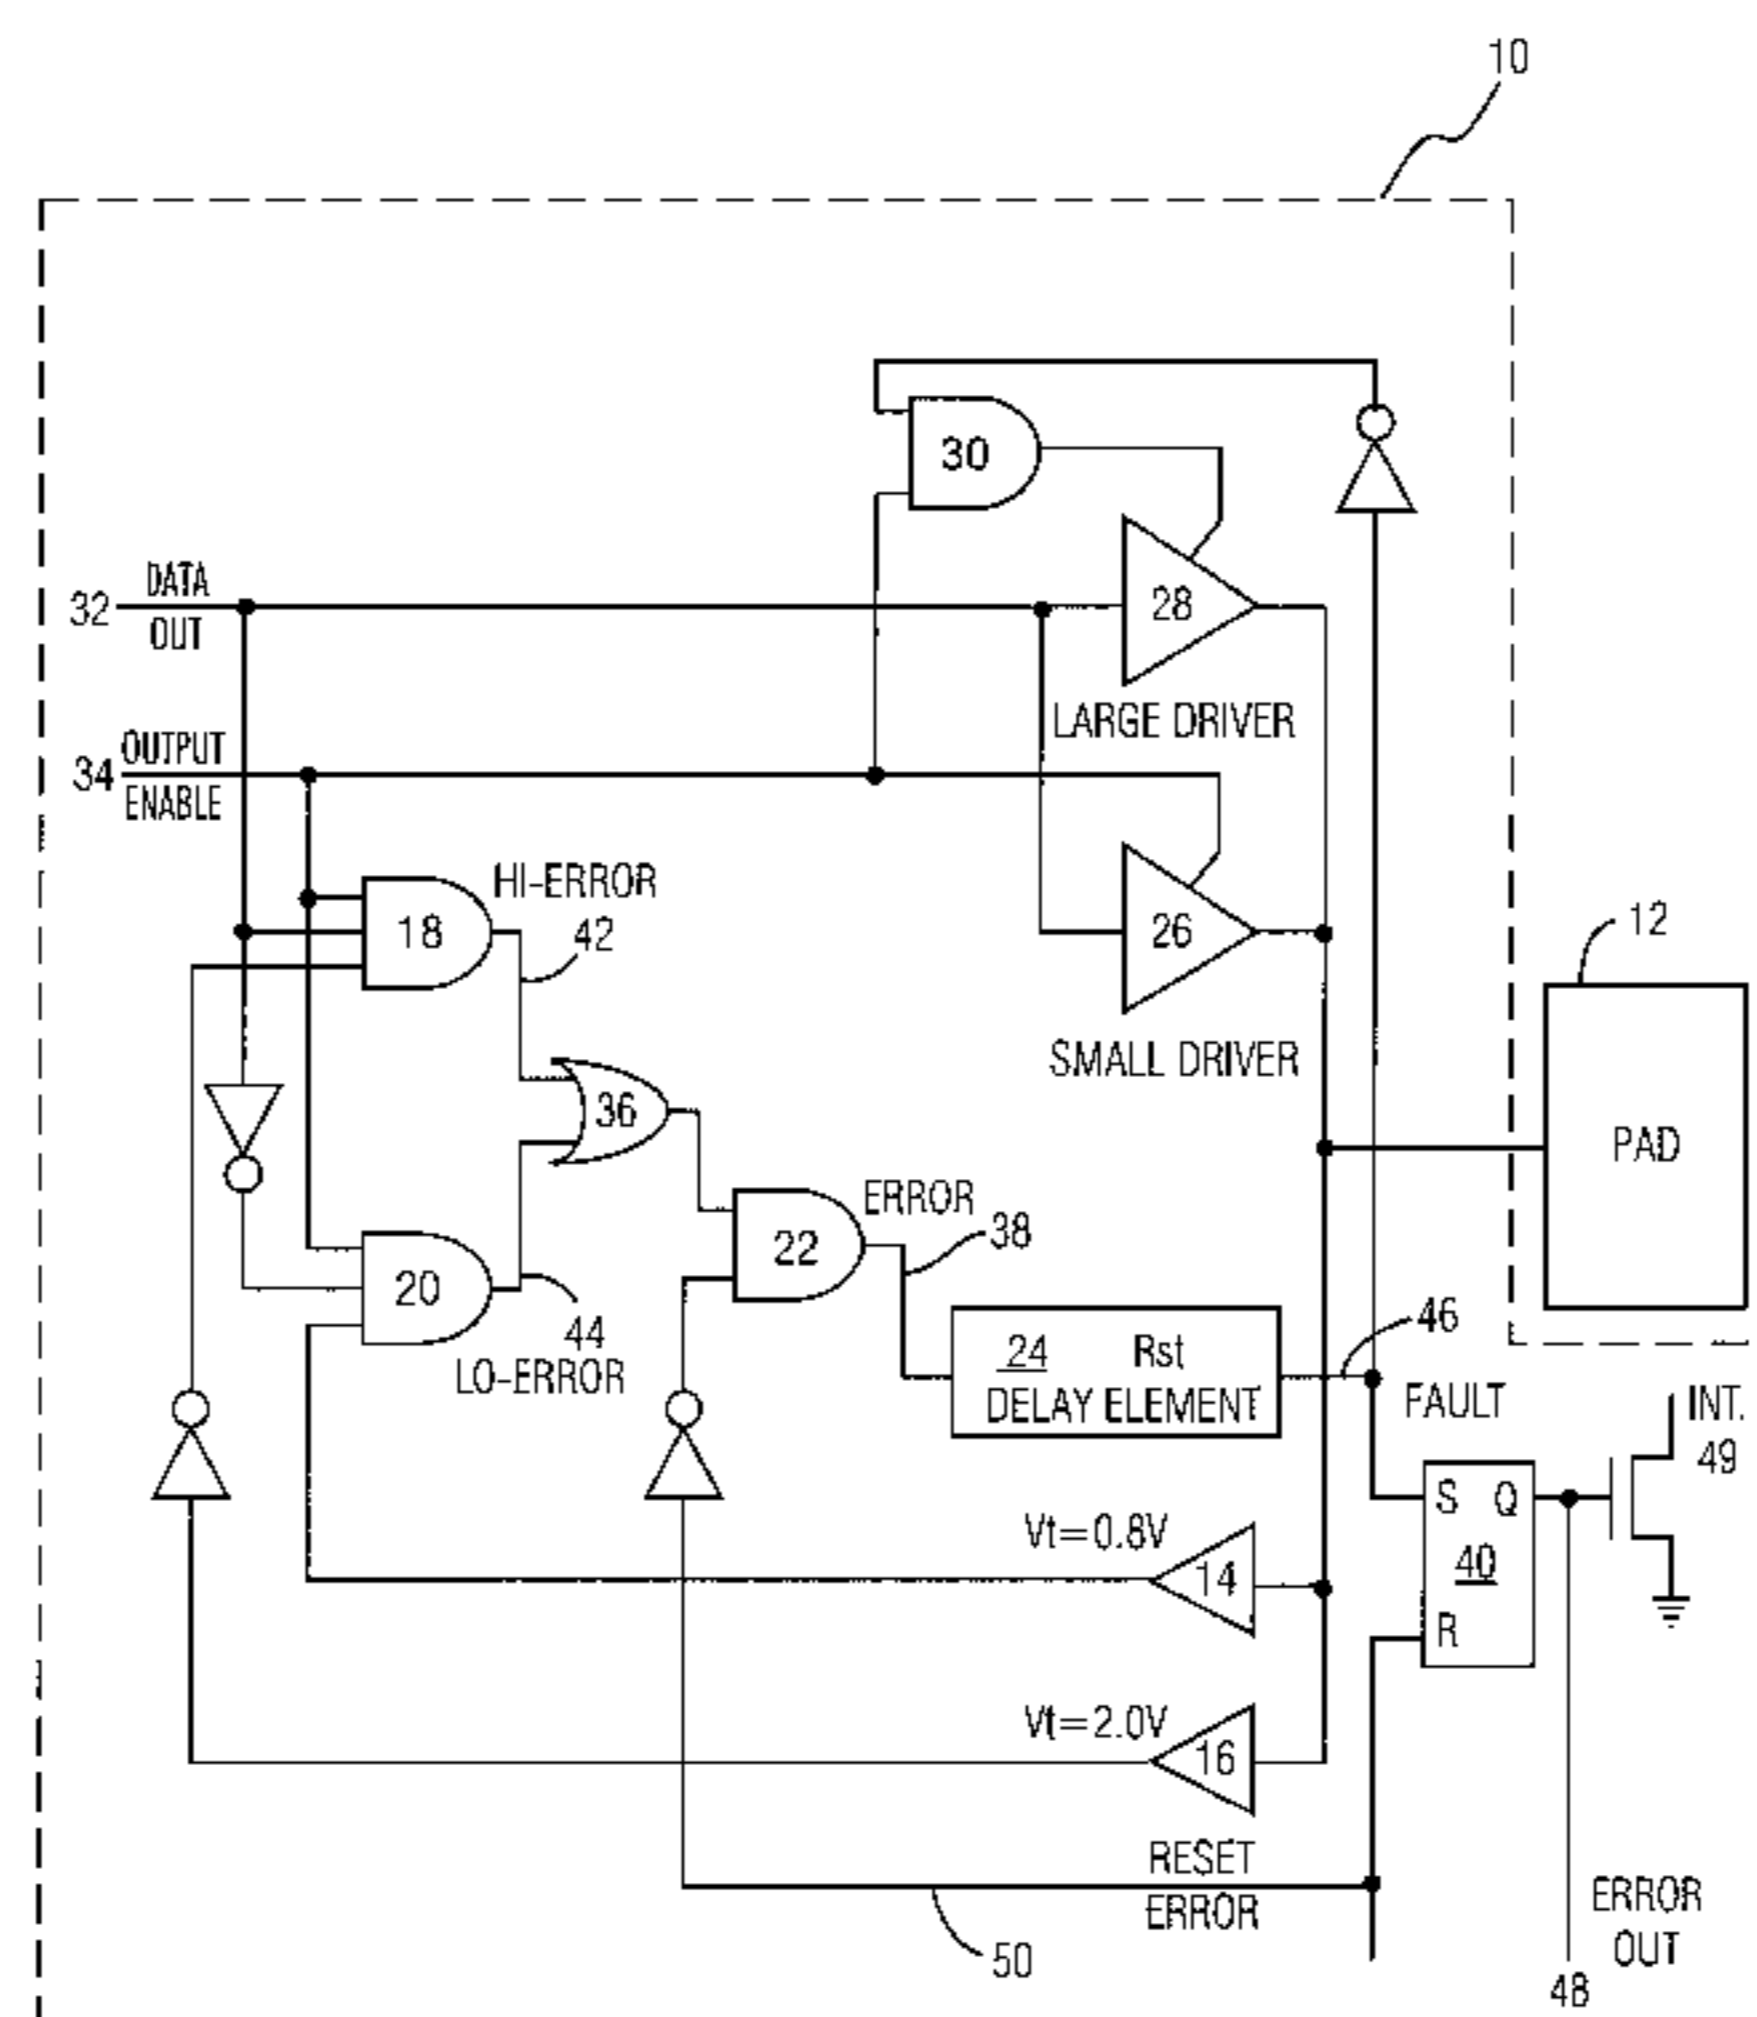 10
30
DATA
32
OUT
28
LARGE DRIVER
OUTPUT
34
ENABLE
HI-ERROR
18
42
26
12
SMALL DRIVER
36
PAD
ERROR
38
22
20
44
LO-ERROR
24 Rst
DELAY ELEMENT
46
FAULT
INT.
49
S Q
40
R
Vt=0.8V
14
Vt=2.0V
16
RESET
ERROR
50
ERROR
OUT
48